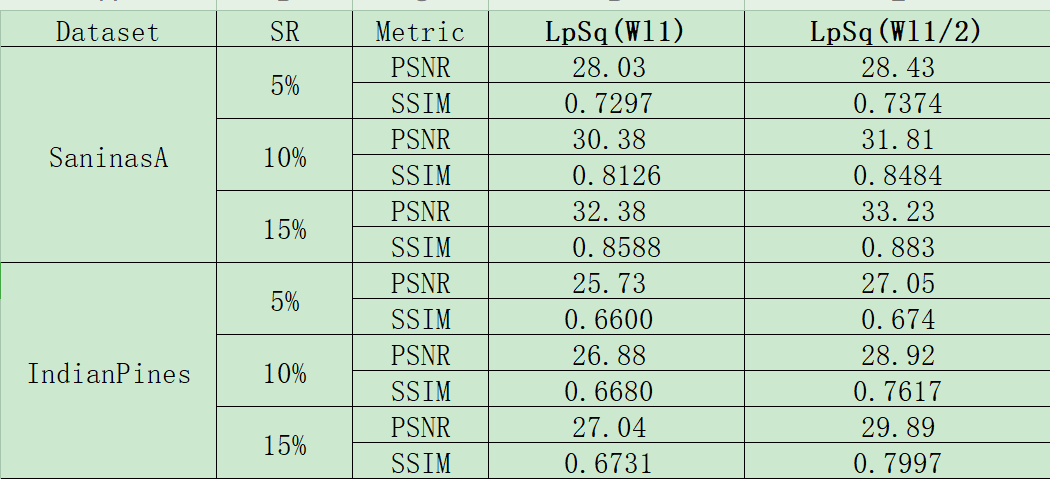 Dataset SR Metric LpSq(Wl1) LpSq(Wl1/2)
SaninasA 5% PSNR 28.03 28.43
SSIM 0.7297 0.7374
10% PSNR 30.38 31.81
SSIM 0.8126 0.8484
15% PSNR 32.38 33.23
SSIM 0.8588 0.883
IndianPines 5% PSNR 25.73 27.05
SSIM 0.6600 0.674
10% PSNR 26.88 28.92
SSIM 0.6680 0.7617
15% PSNR 27.04 29.89
SSIM 0.6731 0.7997